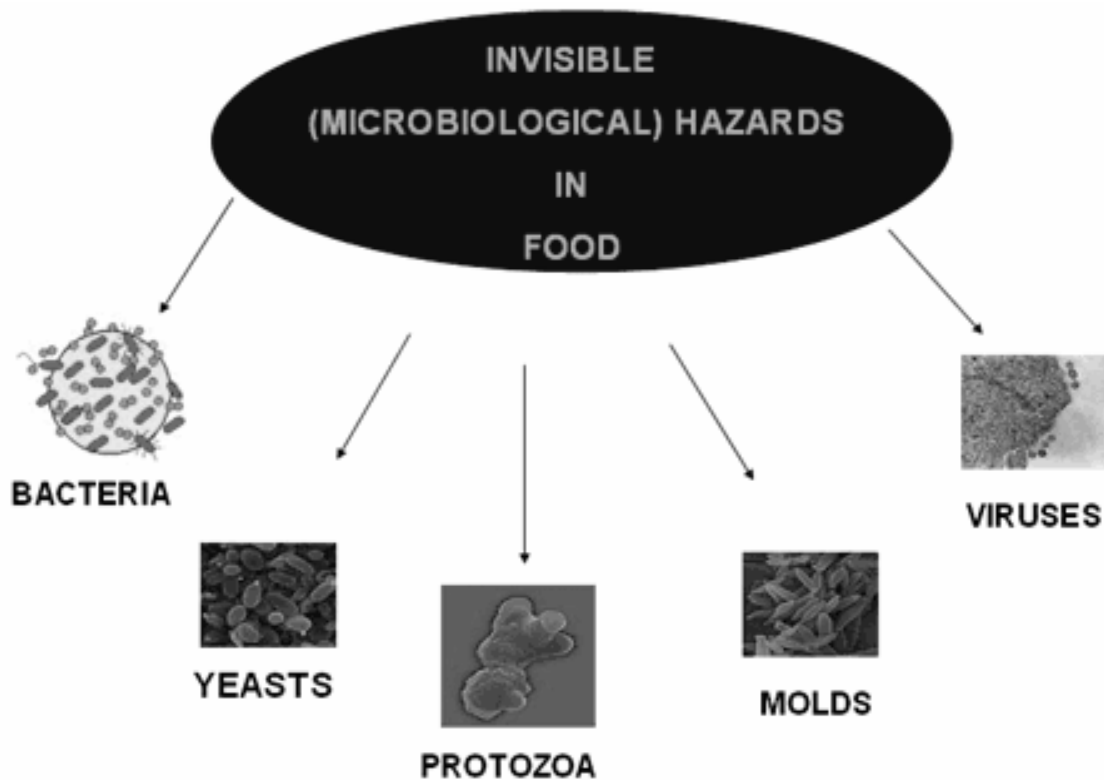 INVISIBLE
(MICROBIOLOGICAL) HAZARDS
IN
FOOD
BACTERIA
VIRUSES
YEASTS
MOLDS
PROTOZOA